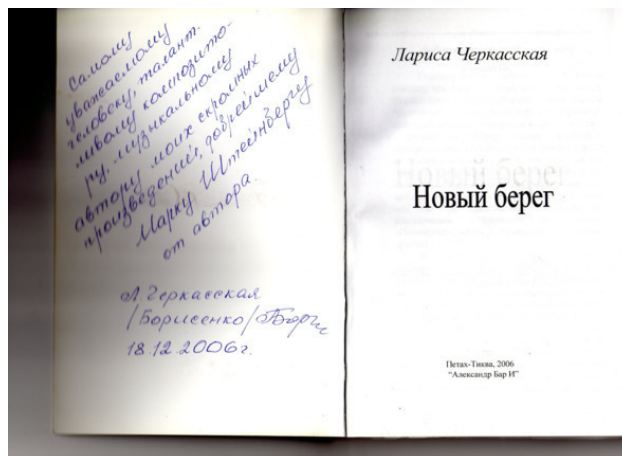 Самому
уважаемому
человеку, талант-
ливому композито-
ру, музыкальному
автору моих скромных
произведений, добрейшему
Марку Штейнбергу
от автора.
Л. Черкасская
/Борисенко/
18.12.2006г.
Лариса Черкасская
Новый берег
Петах-Тиква, 2006
"Александр Бар И"